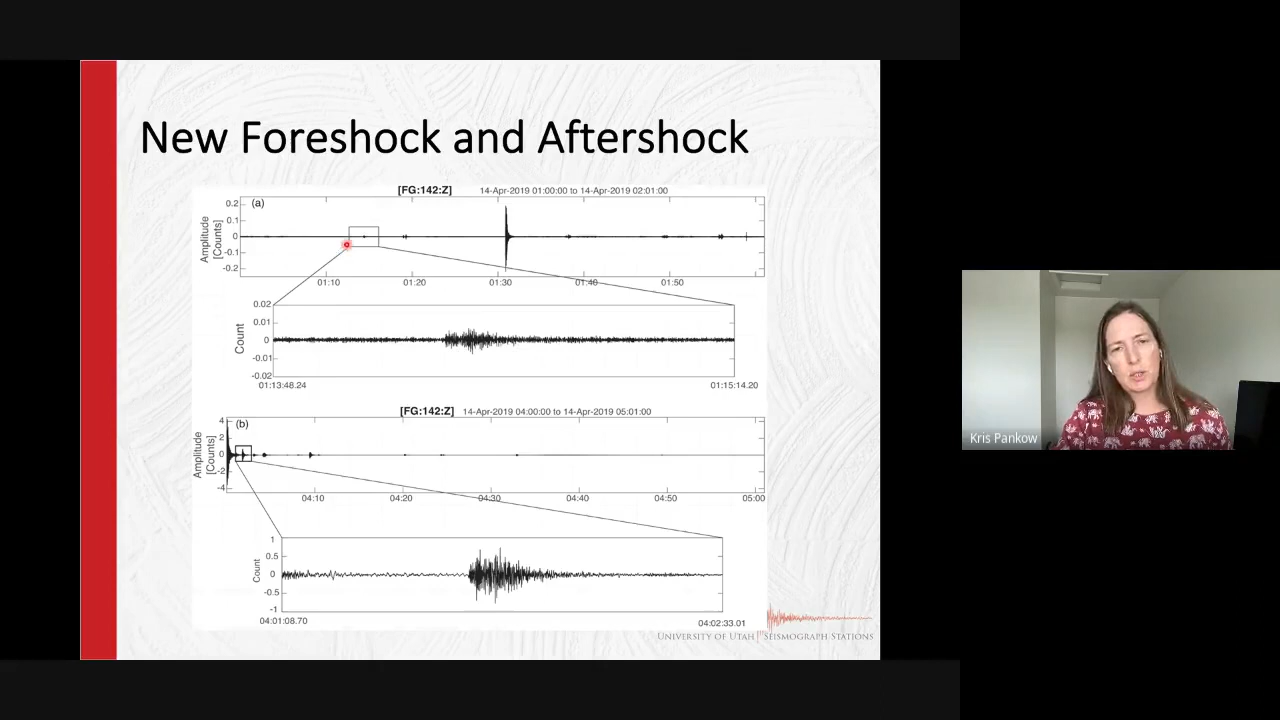 New Foreshock and Aftershock
[FG:142:Z] 14-Apr-2019 01:00:00 to 14-Apr-2019 02:01:00
(a)
Amplitude
[Counts]
0.2
0.1
0
-0.1
-0.2
01:10 01:20 01:30 01:40 01:50
Count
0.02
0.01
0
-0.01
-0.02
01:13:48.24 01:15:14.20
[FG:142:Z] 14-Apr-2019 04:00:00 to 14-Apr-2019 05:01:00
(b)
Amplitude
[Counts]
4
2
0
-2
-4
04:10 04:20 04:30 04:40 04:50 05:00
Count
1
0.5
0
-0.5
-1
04:01:08.70 04:02:33.01
UNIVERSITY OF UTAH SEISMOGRAPH STATIONS
Kris Pankow